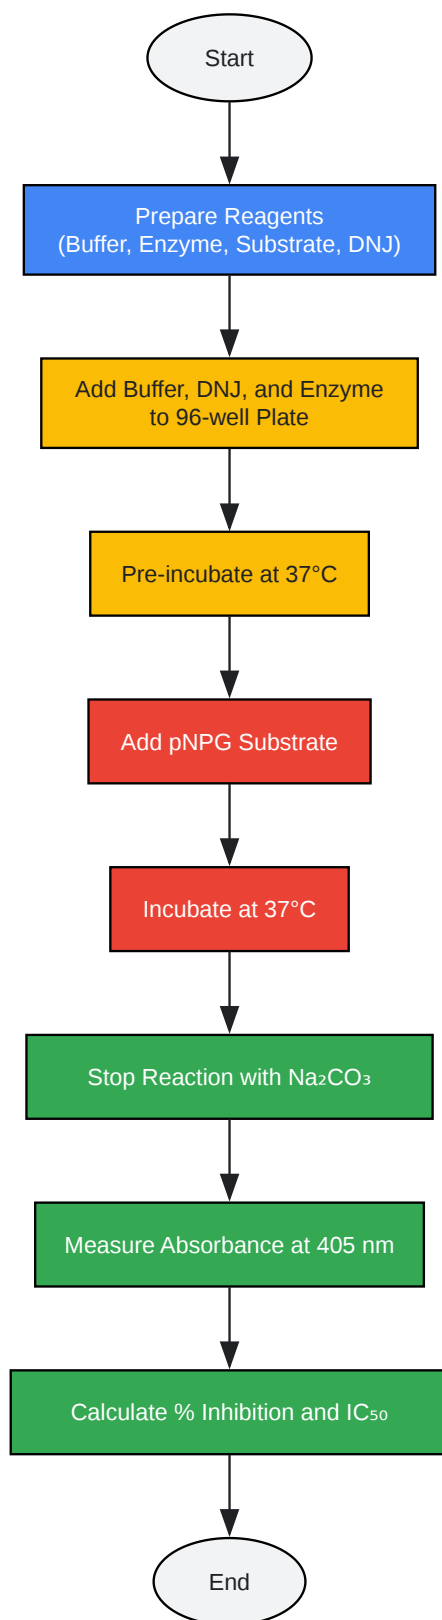 Start
Prepare Reagents
(Buffer, Enzyme, Substrate, DNJ)
Add Buffer, DNJ, and Enzyme
to 96-well Plate
Pre-incubate at 37°C
Add pNPG Substrate
Incubate at 37°C
Stop Reaction with Na₂CO₃
Measure Absorbance at 405 nm
Calculate % Inhibition and IC₅₀
End